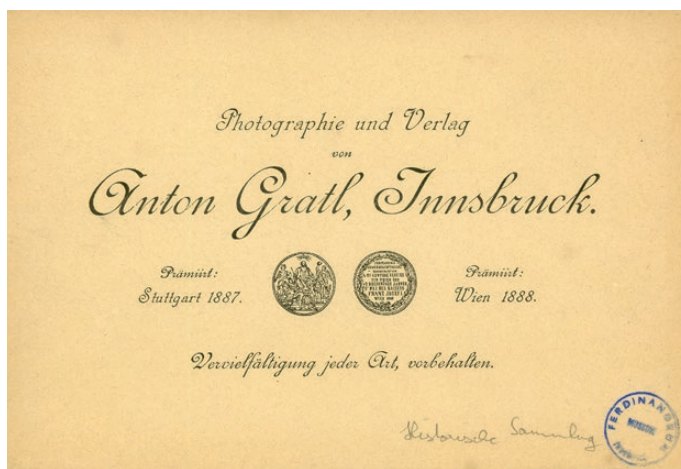 Photographie und Verlag
von
Anton Gratl, Innsbruck.
Prämiirt:
Stuttgart 1887.
Prämiirt:
Wien 1888.
Vervielfältigung jeder Art, vorbehalten.
Historische Sammlung
FERDINANDEUM